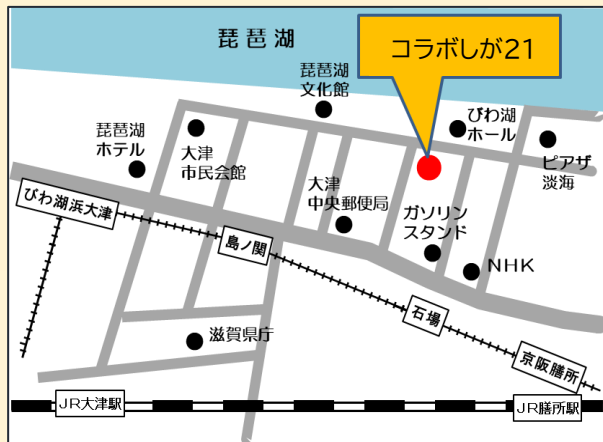 琵琶湖
コラボしが21
琵琶湖
文化館
びわ湖
ホール
琵琶湖
ホテル
大津
市民会館
ピアザ
淡海
大津
中央郵便局
ガソリン
スタンド
びわ湖浜大津
島ノ関
NHK
石場
滋賀県庁
京阪膳所
JR大津駅
JR膳所駅